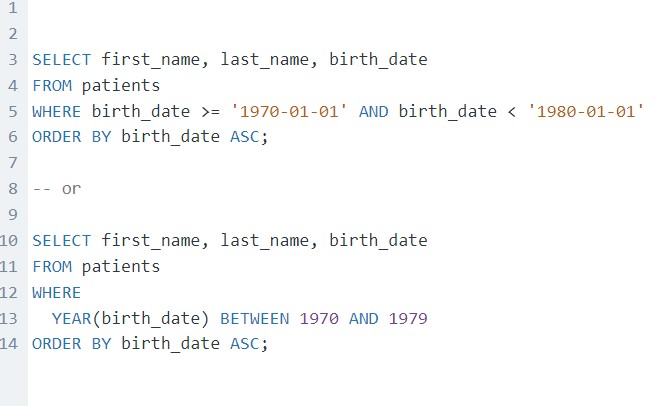 1
2
3 SELECT first_name, last_name, birth_date
4 FROM patients
5 WHERE birth_date >= '1970-01-01' AND birth_date < '1980-01-01'
6 ORDER BY birth_date ASC;
7
8 -- or
9
10 SELECT first_name, last_name, birth_date
11 FROM patients
12 WHERE
13   YEAR(birth_date) BETWEEN 1970 AND 1979
14 ORDER BY birth_date ASC;